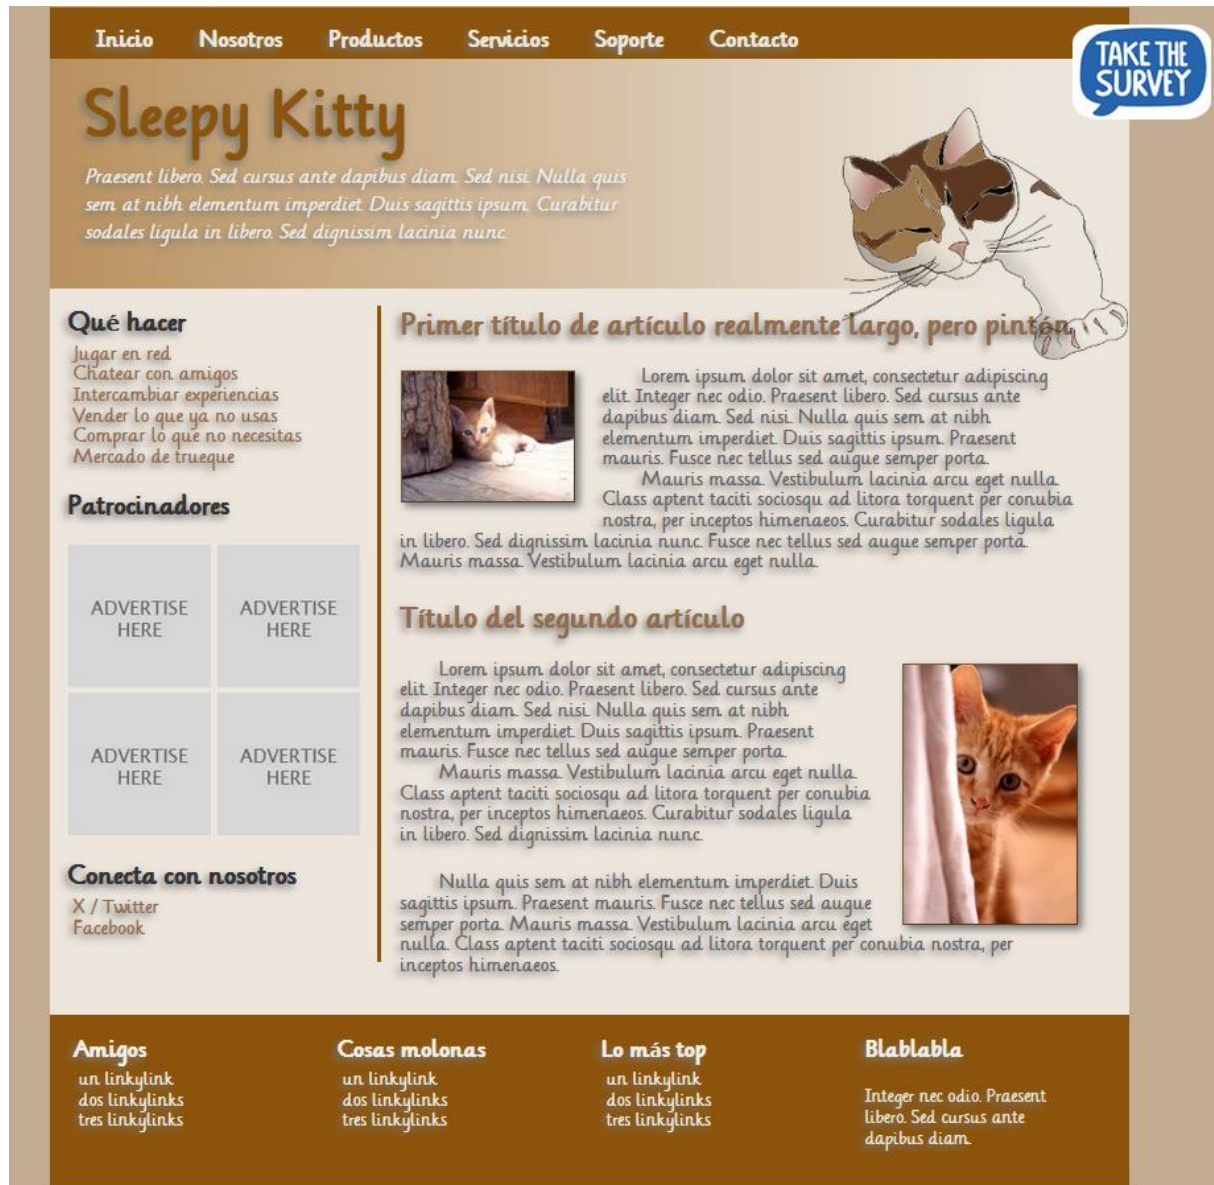 Inicio Nosotros Productos Servicios Soporte Contacto
TAKE THE
SURVEY
Sleepy Kitty
Praesent libero. Sed cursus ante dapibus diam. Sed nisi. Nulla quis
sem at nibh elementum imperdiet. Duis sagittis ipsum. Curabitur
sodales ligula in libero. Sed dignissim lacinia nunc.
Qué hacer
Jugar en red
Chatear con amigos
Intercambiar experiencias
Vender lo que ya no usas
Comprar lo que no necesitas
Mercado de trueque
Patrocinadores
ADVERTISE
HERE
ADVERTISE
HERE
ADVERTISE
HERE
ADVERTISE
HERE
Conecta con nosotros
X / Twitter
Facebook
Primer título de artículo realmente largo, pero pintón.
Lorem ipsum dolor sit amet, consectetur adipiscing
elit. Integer nec odio. Praesent libero. Sed cursus ante
dapibus diam. Sed nisi. Nulla quis sem at nibh
elementum imperdiet. Duis sagittis ipsum. Praesent
mauris. Fusce nec tellus sed augue semper porta.
Mauris massa. Vestibulum lacinia arcu eget nulla.
Class aptent taciti sociosqu ad litora torquent per conubia
nostra, per inceptos himenaeos. Curabitur sodales ligula
in libero. Sed dignissim lacinia nunc. Fusce nec tellus sed augue semper porta.
Mauris massa. Vestibulum lacinia arcu eget nulla.
Título del segundo artículo
Lorem ipsum dolor sit amet, consectetur adipiscing
elit. Integer nec odio. Praesent libero. Sed cursus ante
dapibus diam. Sed nisi. Nulla quis sem at nibh
elementum imperdiet. Duis sagittis ipsum. Praesent
mauris. Fusce nec tellus sed augue semper porta.
Mauris massa. Vestibulum lacinia arcu eget nulla.
Class aptent taciti sociosqu ad litora torquent per conubia
nostra, per inceptos himenaeos. Curabitur sodales ligula
in libero. Sed dignissim lacinia nunc.
Nulla quis sem at nibh elementum imperdiet. Duis
sagittis ipsum. Praesent mauris. Fusce nec tellus sed augue
semper porta. Mauris massa. Vestibulum lacinia arcu eget
nulla. Class aptent taciti sociosqu ad litora torquent per conubia nostra, per
inceptos himenaeos.
Amigos
un linkylink
dos linkylinks
tres linkylinks
Cosas molonas
un linkylink
dos linkylinks
tres linkylinks
Lo más top
un linkylink
dos linkylinks
tres linkylinks
Blablabla
Integer nec odio. Praesent
libero. Sed cursus ante
dapibus diam.